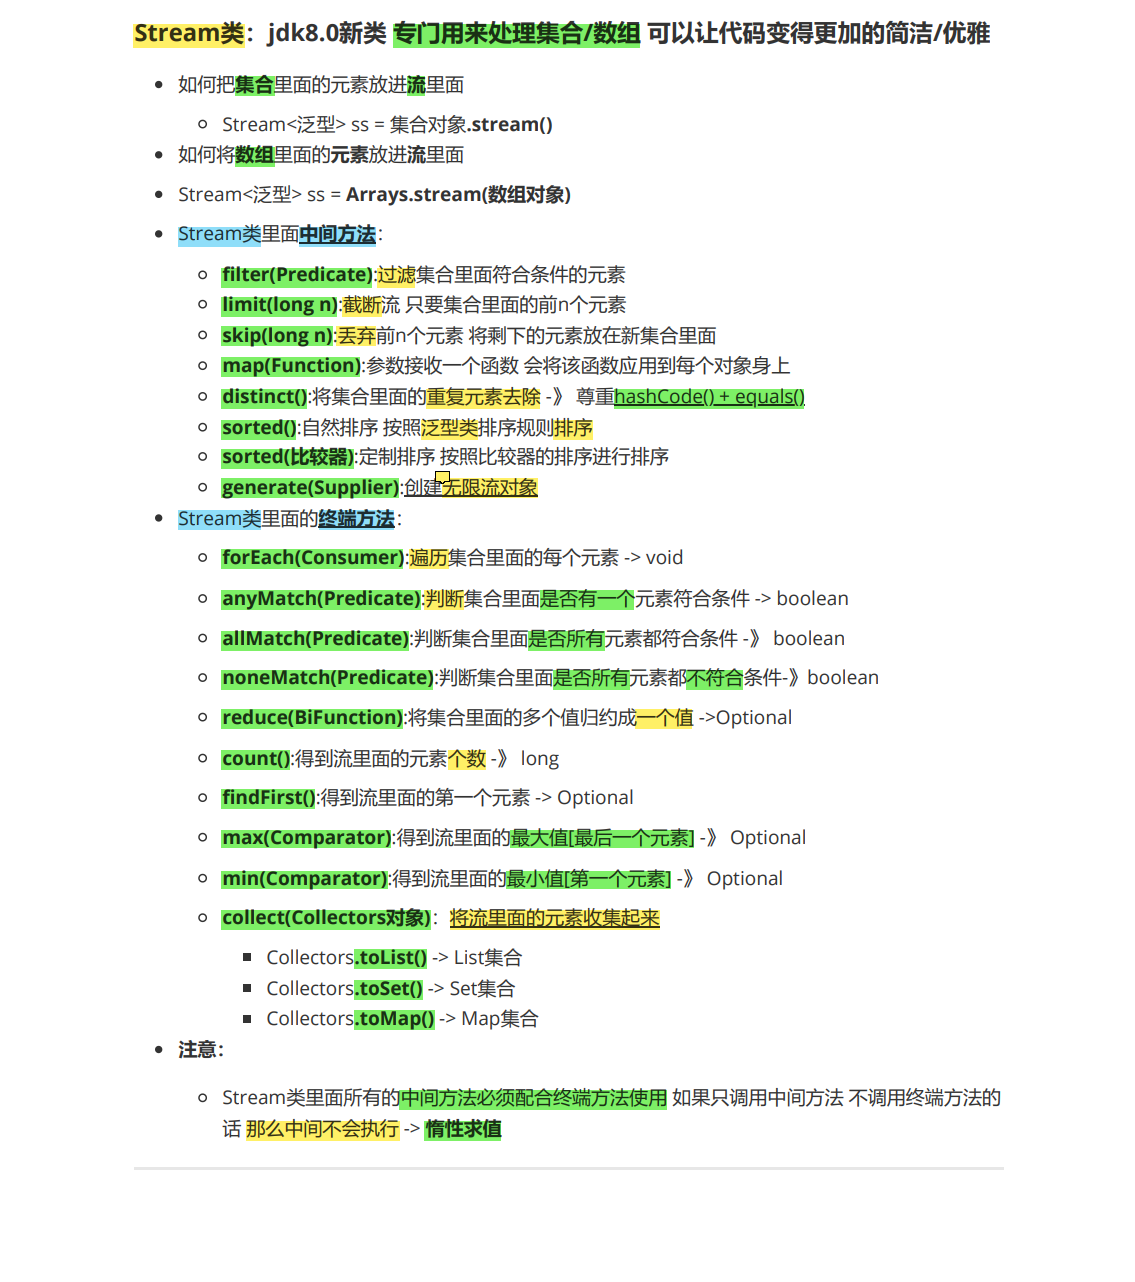 Stream类：jdk8.0新类 专门用来处理集合/数组 可以让代码变得更加的简洁/优雅
如何把集合里面的元素放进流里面
Stream<泛型> ss = 集合对象.stream()
如何将数组里面的元素放进流里面
Stream<泛型> ss = Arrays.stream(数组对象)
Stream类里面中间方法：
filter(Predicate):过滤集合里面符合条件的元素
limit(long n):截断流 只要集合里面的前n个元素
skip(long n):丢弃前n个元素 将剩下的元素放在新集合里面
map(Function):参数接收一个函数 会将该函数应用到每个对象身上
distinct():将集合里面的重复元素去除 -》 尊重hashCode() + equals()
sorted():自然排序 按照泛型类排序规则排序
sorted(比较器):定制排序 按照比较器的排序进行排序
generate(Supplier):创建无限流对象
Stream类里面的终端方法：
forEach(Consumer):遍历集合里面的每个元素 -> void
anyMatch(Predicate):判断集合里面是否有一个元素符合条件 -> boolean
allMatch(Predicate):判断集合里面是否所有元素都符合条件 -》 boolean
noneMatch(Predicate):判断集合里面是否所有元素都不符合条件-》boolean
reduce(BiFunction):将集合里面的多个值归约成一个值 ->Optional
count():得到流里面的元素个数 -》 long
findFirst():得到流里面的第一个元素 -> Optional
max(Comparator):得到流里面的最大值[最后一个元素] -》 Optional
min(Comparator):得到流里面的最小值[第一个元素] -》 Optional
collect(Collectors对象)：将流里面的元素收集起来
Collectors.toList() -> List集合
Collectors.toSet() -> Set集合
Collectors.toMap() -> Map集合
注意：
Stream类里面所有的中间方法必须配合终端方法使用 如果只调用中间方法 不调用终端方法的
话 那么中间不会执行 -> 惰性求值